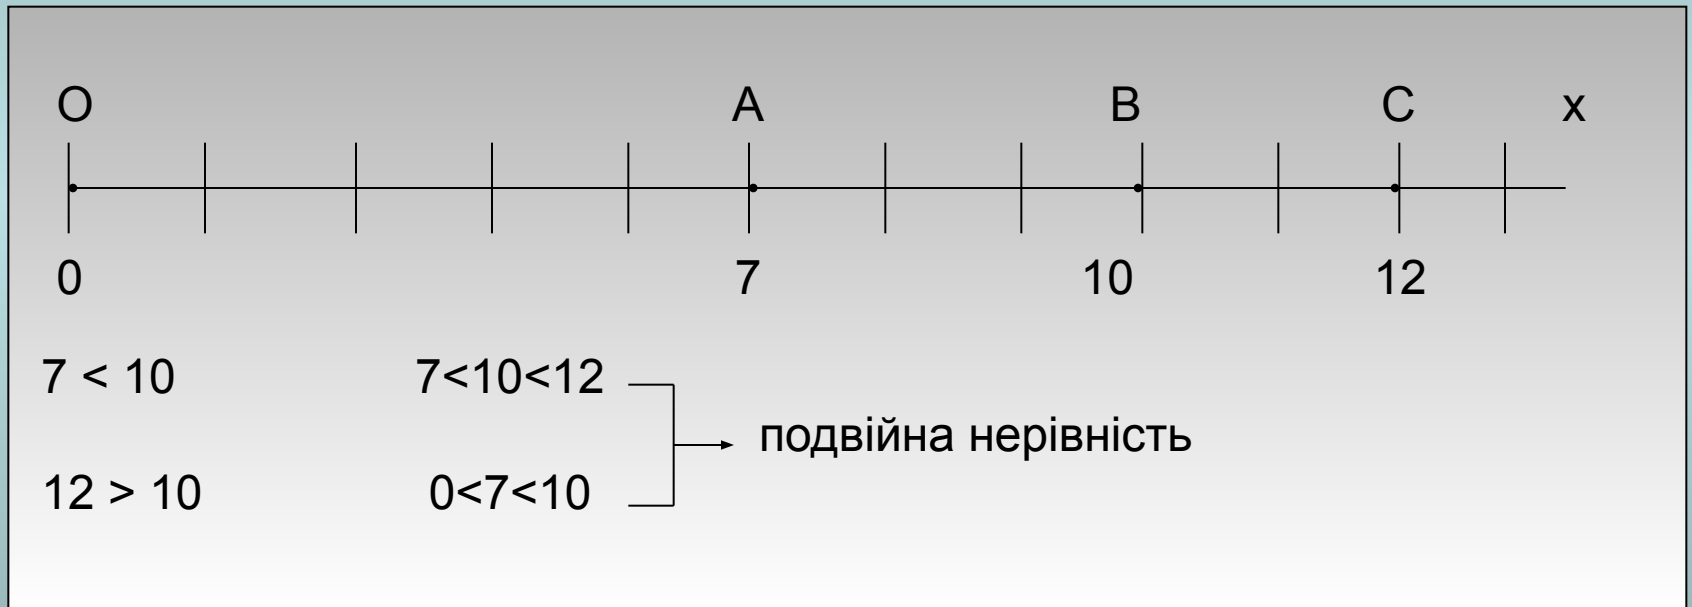 О А В С х
0 7 10 12
7 < 10 7<10<12
подвійна нерівність
12 > 10 0<7<10